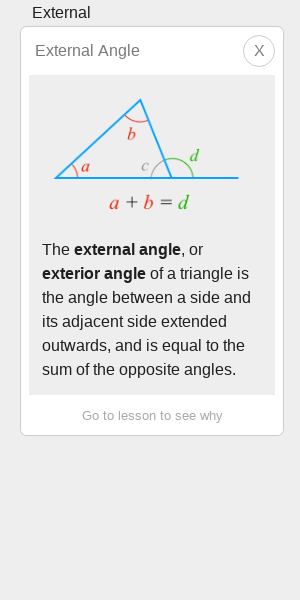 External
External Angle
X
b
a
c
d
a + b = d
The external angle, or
exterior angle of a triangle is
the angle between a side and
its adjacent side extended
outwards, and is equal to the
sum of the opposite angles.
Go to lesson to see why